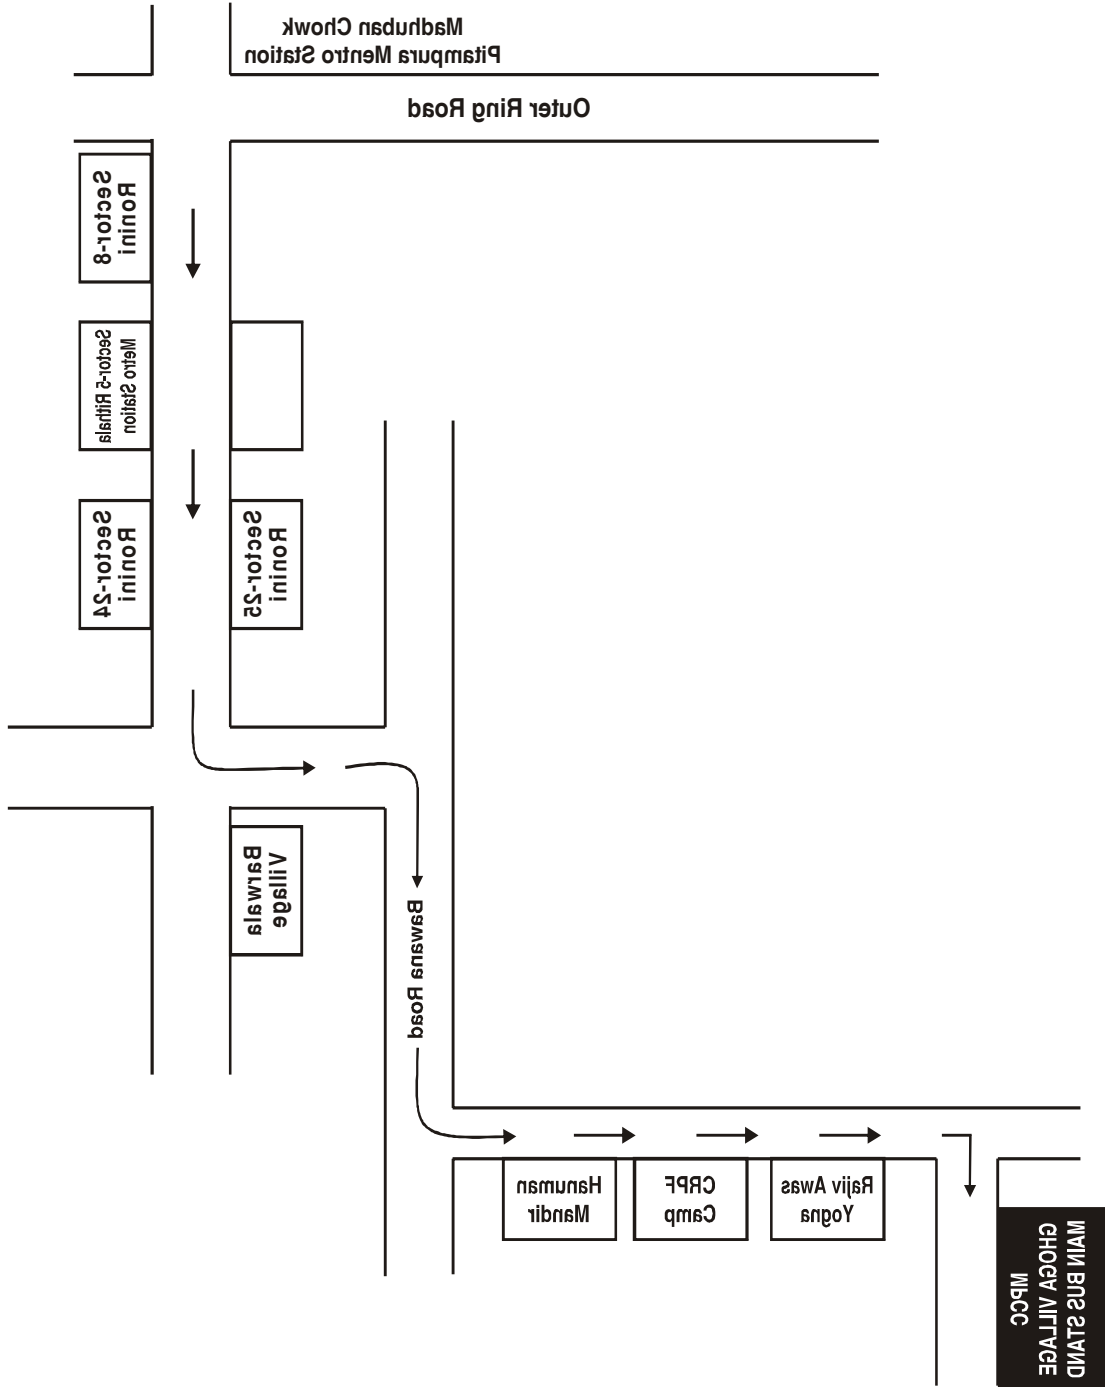 Madhuban Chowk
Pitampura Mentro Station
Outer Ring Road
Ronini
Sector-8
Metro Station
Sector-5 Rithala
Ronini
Sector-24
Ronini
Sector-25
Village
Barwala
Bawana Road
Hanuman
Mandir
CRPF
Camp
Rajiv Awas
Yogna
MAIN BUS STAND
GHOGA VILLAGE
MPCC